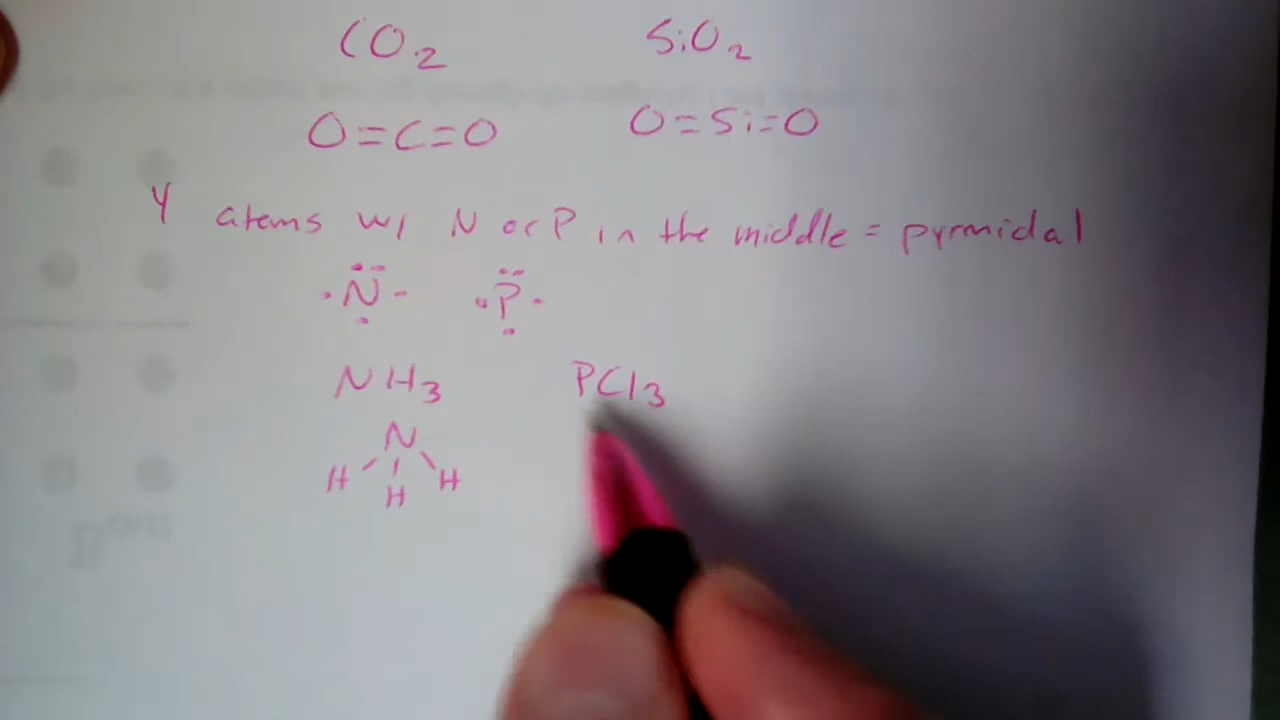 CO2 SiO2
O=C=O O=Si=O
4 atoms w/ N or P in the middle = pyrmidal
N P
NH3 PCl3
N
H H H